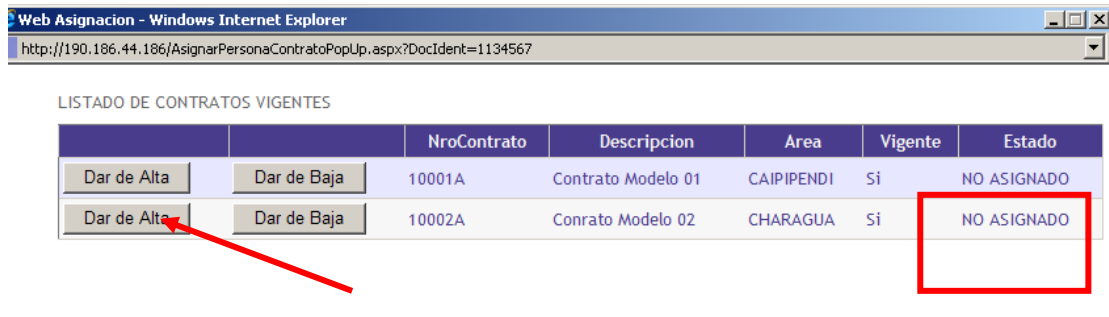 Web Asignacion - Windows Internet Explorer
http://190.186.44.186/AsignarPersonaContratoPopUp.aspx?DocIdent=1134567
LISTADO DE CONTRATOS VIGENTES
NroContrato Descripcion Area Vigente Estado
Dar de Alta Dar de Baja 10001A Contrato Modelo 01 CAIPIPENDI Si NO ASIGNADO
Dar de Alta Dar de Baja 10002A Conrato Modelo 02 CHARAGUA Si NO ASIGNADO